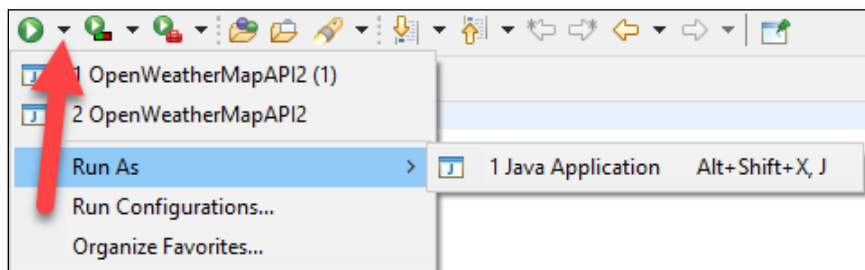 1 OpenWeatherMapAPI2 (1)
2 OpenWeatherMapAPI2
Run As
1 Java Application Alt+Shift+X, J
Run Configurations...
Organize Favorites...